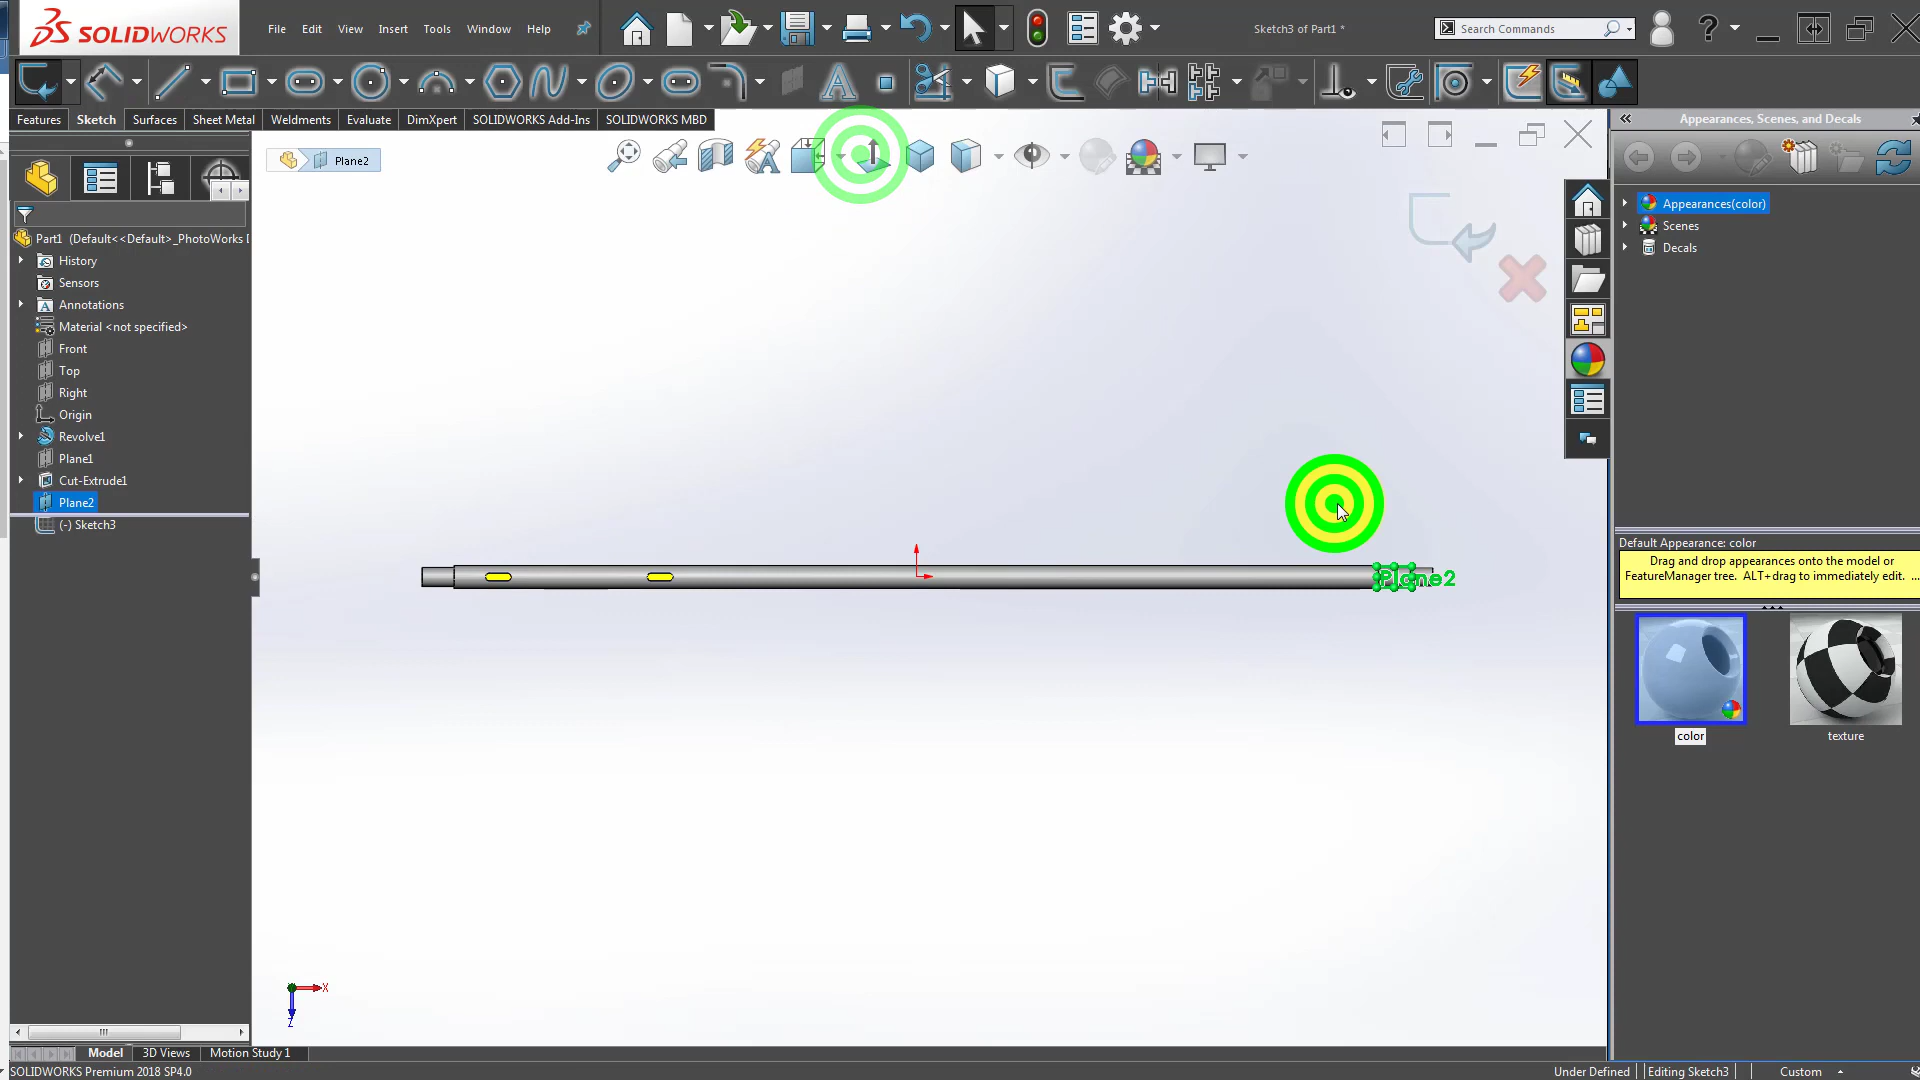 SOLIDWORKS
File Edit View Insert Tools Window Help
Sketch3 of Part1 *
Search Commands
Features Sketch Surfaces Sheet Metal Weldments Evaluate DimXpert SOLIDWORKS Add-Ins SOLIDWORKS MBD
Appearances, Scenes, and Decals
Plane2
Appearances(color)
Scenes
Decals
Part1 (Default<<Default>_PhotoWorks
History
Sensors
Annotations
Material <not specified>
Front
Top
Right
Origin
Revolve1
Plane1
Cut-Extrude1
Plane2
(-) Sketch3
Plane2
Default Appearance: color
Drag and drop appearances onto the model or
FeatureManager tree. ALT+drag to immediately edit. ...
color
texture
X
Z
Model 3D Views Motion Study 1
SOLIDWORKS Premium 2018 SP4.0
Under Defined Editing Sketch3 Custom